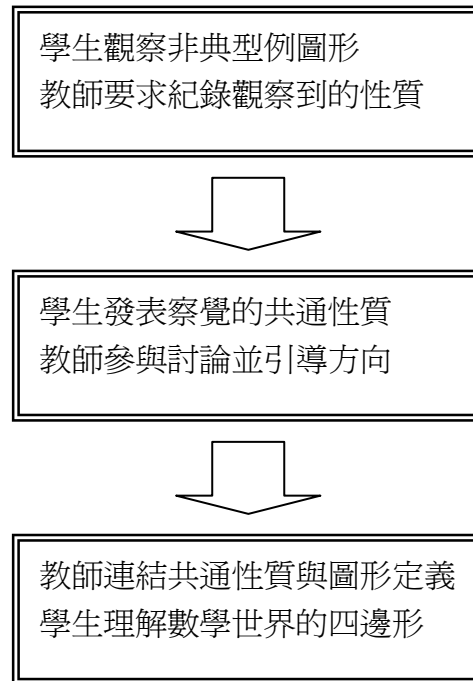 學生觀察非典型例圖形
教師要求紀錄觀察到的性質
學生發表察覺的共通性質
教師參與討論並引導方向
教師連結共通性質與圖形定義
學生理解數學世界的四邊形